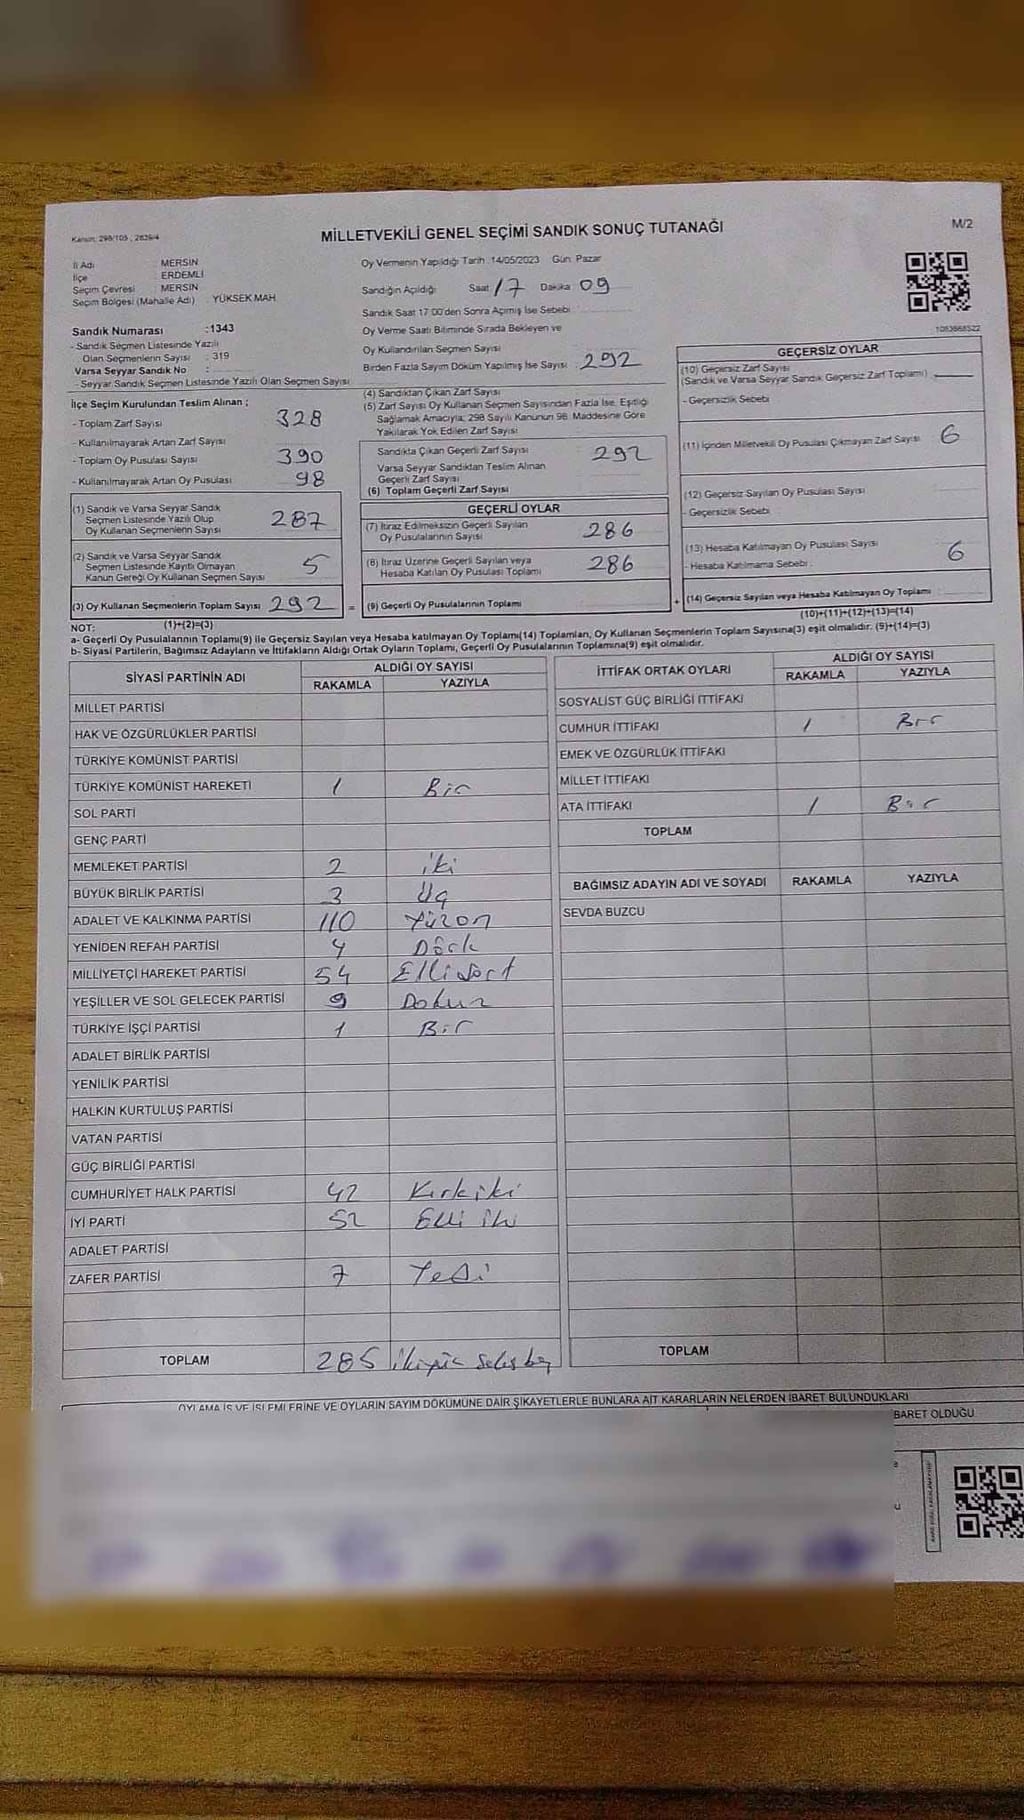 Kanun: 298/105 , 2839/4
MİLLETVEKİLİ GENEL SEÇİMİ SANDIK SONUÇ TUTANAĞI
M/2
İl Adı MERSİN
İlçe ERDEMLİ
Seçim Çevresi MERSİN
Seçim Bölgesi (Mahalle Adı) : YÜKSEK MAH.
Sandık Numarası :1343
- Sandık Seçmen Listesinde Yazılı
Olan Seçmenlerin Sayısı : 319
Varsa Seyyar Sandık No :
- Seyyar Sandık Seçmen Listesinde Yazılı Olan Seçmen Sayısı
Oy Vermenin Yapıldığı Tarih :14/05/2023 Gün: Pazar
Sandığın Açıldığı Saat 17 Dakika 09
Sandık Saat 17:00'den Sonra Açılmış İse Sebebi
Oy Verme Saati Bitiminde Sırada Bekleyen ve
Oy Kullandırılan Seçmen Sayısı
Birden Fazla Sayım Döküm Yapılmış İse Sayısı 292
1083668522
İlçe Seçim Kurulundan Teslim Alınan ;
- Toplam Zarf Sayısı 328
- Kullanılmayarak Artan Zarf Sayısı
- Toplam Oy Pusulası Sayısı 390
- Kullanılmayarak Artan Oy Pusulası 98
(1) Sandık ve Varsa Seyyar Sandık
Seçmen Listesinde Yazılı Olup
Oy Kullanan Seçmenlerin Sayısı 287
(2) Sandık ve Varsa Seyyar Sandık
Seçmen Listesinde Kayıtlı Olmayan
Kanun Gereği Oy Kullanan Seçmen Sayısı 5
(3) Oy Kullanan Seçmenlerin Toplam Sayısı 292 =
(1)+(2)=(3)
(4) Sandıktan Çıkan Zarf Sayısı
(5) Zarf Sayısı Oy Kullanan Seçmen Sayısından Fazla İse, Eşitliği
Sağlamak Amacıyla; 298 Sayılı Kanunun 98. Maddesine Göre
Yakılarak Yok Edilen Zarf Sayısı
Sandıkta Çıkan Geçerli Zarf Sayısı 292
Varsa Seyyar Sandıktan Teslim Alınan
Geçerli Zarf Sayısı
(6) Toplam Geçerli Zarf Sayısı
GEÇERLİ OYLAR
(7) İtiraz Edilmeksizin Geçerli Sayılan
Oy Pusulalarının Sayısı 286
(8) İtiraz Üzerine Geçerli Sayılan veya
Hesaba Katılan Oy Pusulası Toplamı 286
(9) Geçerli Oy Pusulalarının Toplamı +
GEÇERSİZ OYLAR
(10) Geçersiz Zarf Sayısı
(Sandık ve Varsa Seyyar Sandık Geçersiz Zarf Toplamı)
- Geçersizlik Sebebi
(11) İçinden Milletvekili Oy Pusulası Çıkmayan Zarf Sayısı 6
(12) Geçersiz Sayılan Oy Pusulası Sayısı
- Geçersizlik Sebebi
(13) Hesaba Katılmayan Oy Pusulası Sayısı 6
- Hesaba Katılmama Sebebi :
(14) Geçersiz Sayılan veya Hesaba Katılmayan Oy Toplamı
(10)+(11)+(12)+(13)=(14)
NOT:
a- Geçerli Oy Pusulalarının Toplamı(9) ile Geçersiz Sayılan veya Hesaba katılmayan Oy Toplamı(14) Toplamları, Oy Kullanan Seçmenlerin Toplam Sayısına(3) eşit olmalıdır. (9)+(14)=(3)
b- Siyasi Partilerin, Bağımsız Adayların ve İttifakların Aldığı Ortak Oyların Toplamı, Geçerli Oy Pusulalarının Toplamına(9) eşit olmalıdır.
SİYASİ PARTİNİN ADI ALDIĞI OY SAYISI
RAKAMLA YAZIYLA
MİLLET PARTİSİ
HAK VE ÖZGÜRLÜKLER PARTİSİ
TÜRKİYE KOMÜNİST PARTİSİ
TÜRKİYE KOMÜNİST HAREKETİ 1 Bir
SOL PARTİ
GENÇ PARTİ
MEMLEKET PARTİSİ 2 iki
BÜYÜK BİRLİK PARTİSİ 3 Üç
ADALET VE KALKINMA PARTİSİ 110 Yüzon
YENİDEN REFAH PARTİSİ 4 Dört
MİLLİYETÇİ HAREKET PARTİSİ 54 Ellidört
YEŞİLLER VE SOL GELECEK PARTİSİ 9 Dokuz
TÜRKİYE İŞÇİ PARTİSİ 1 Bir
ADALET BİRLİK PARTİSİ
YENİLİK PARTİSİ
HALKIN KURTULUŞ PARTİSİ
VATAN PARTİSİ
GÜÇ BİRLİĞİ PARTİSİ
CUMHURİYET HALK PARTİSİ 42 Kırkiki
İYİ PARTİ 52 Elli iki
ADALET PARTİSİ
ZAFER PARTİSİ 7 Yedi
TOPLAM 285
İTTİFAK ORTAK OYLARI ALDIĞI OY SAYISI
RAKAMLA YAZIYLA
SOSYALİST GÜÇ BİRLİĞİ İTTİFAKI
CUMHUR İTTİFAKI 1 Bir
EMEK VE ÖZGÜRLÜK İTTİFAKI
MİLLET İTTİFAKI
ATA İTTİFAKI 1 Bir
TOPLAM
BAĞIMSIZ ADAYIN ADI VE SOYADI RAKAMLA YAZIYLA
SEVDA BUZCU
TOPLAM
OYLAMA İŞ VE İŞLEMLERİNE VE OYLARIN SAYIM DÖKÜMÜNE DAİR ŞİKAYETLERLE BUNLARA AİT KARARLARIN NELERDEN İBARET BULUNDUKLARI
BARET OLDUĞU